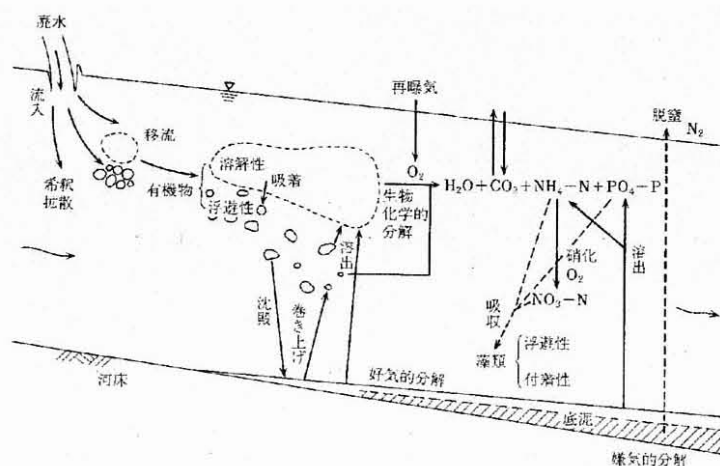 廃水
流入
移流
希釈
拡散
有機物
溶解性
浮遊性
吸着
再曝気
O₂
生物
化学的
分解
H₂O+CO₂+NH₄-N+PO₄-P
脱窒
N₂
溶出
硝化
O₂
NO₃-N
吸収
藻類
浮遊性
付着性
溶出
沈殿
巻き上げ
河床
好気的分解
底泥
嫌気的分解